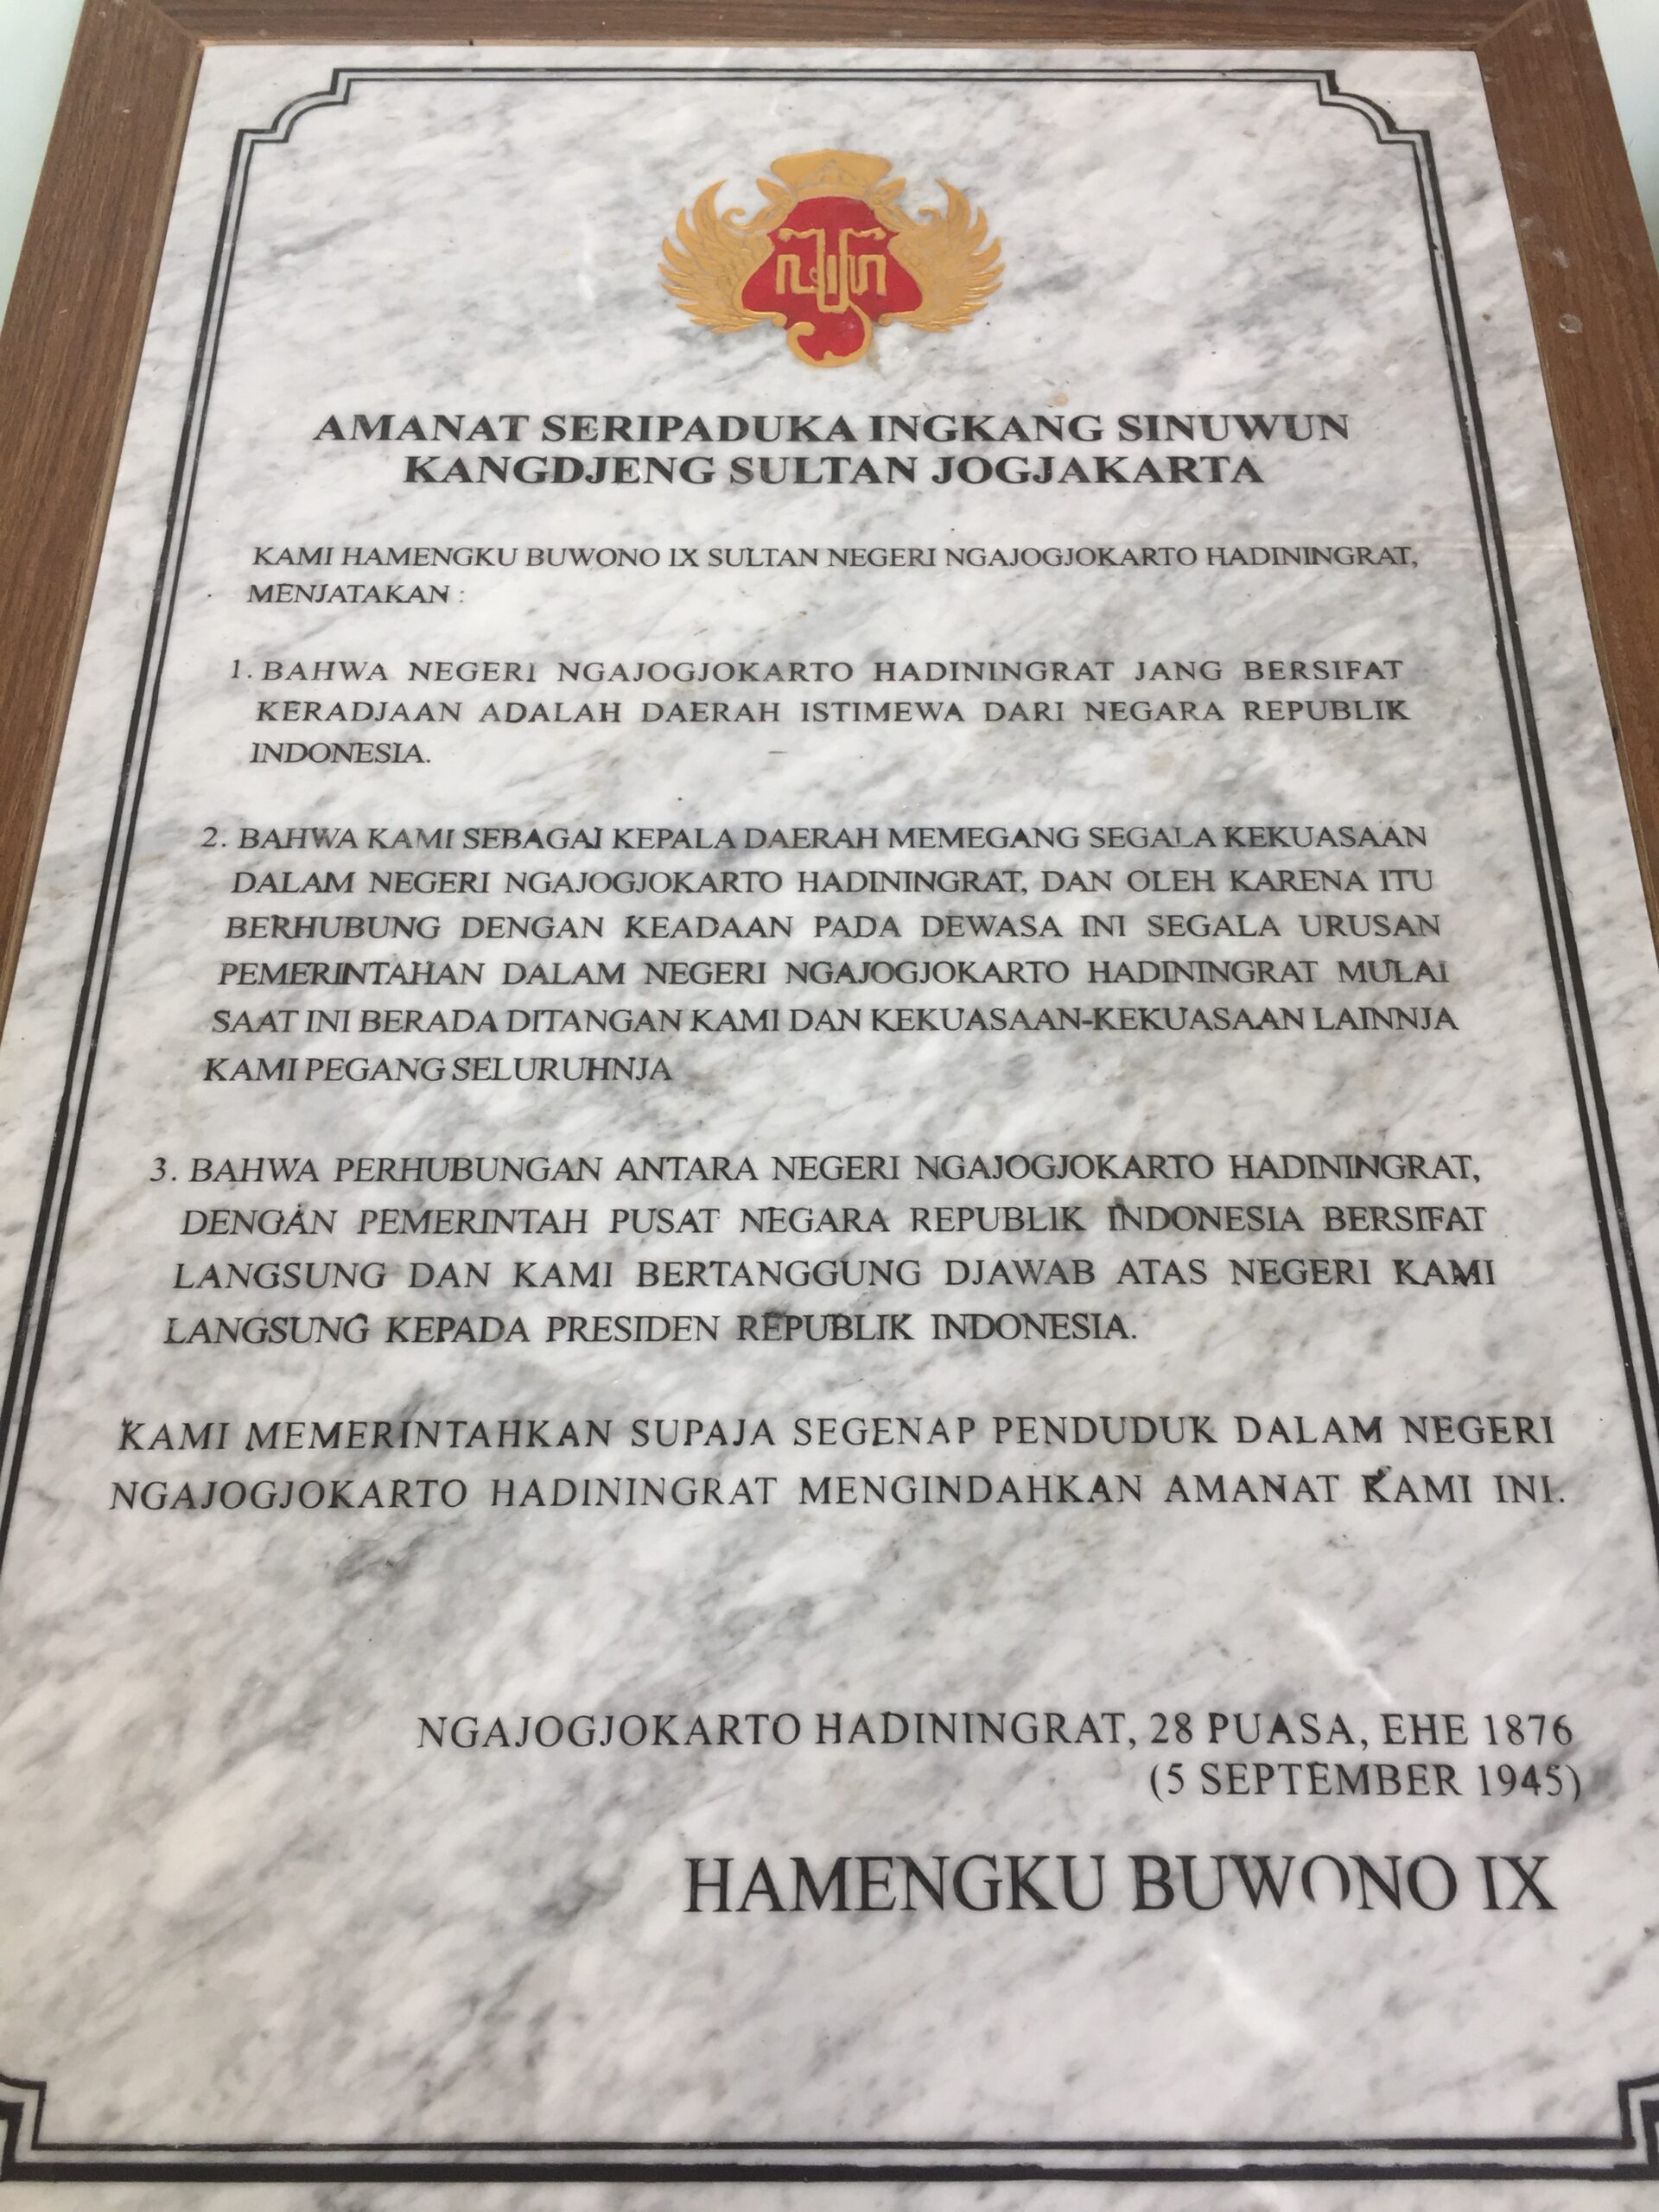 AMANAT SERIPADUKA INGKANG SINUWUN
KANGDJENG SULTAN JOGJAKARTA
KAMI HAMENGKU BUWONO IX SULTAN NEGERI NGAJOGJOKARTO HADININGRAT,
MENJATAKAN :
1. BAHWA NEGERI NGAJOGJOKARTO HADININGRAT JANG BERSIFAT
KERADJAAN ADALAH DAERAH ISTIMEWA DARI NEGARA REPUBLIK
INDONESIA.
2. BAHWA KAMI SEBAGAI KEPALA DAERAH MEMEGANG SEGALA KEKUASAAN
DALAM NEGERI NGAJOGJOKARTO HADININGRAT, DAN OLEH KARENA ITU
BERHUBUNG DENGAN KEADAAN PADA DEWASA INI SEGALA URUSAN
PEMERINTAHAN DALAM NEGERI NGAJOGJOKARTO HADININGRAT MULAI
SAAT INI BERADA DITANGAN KAMI DAN KEKUASAAN-KEKUASAAN LAINNJA
KAMI PEGANG SELURUHNJA
3. BAHWA PERHUBUNGAN ANTARA NEGERI NGAJOGJOKARTO HADININGRAT,
DENGAN PEMERINTAH PUSAT NEGARA REPUBLIK INDONESIA BERSIFAT
LANGSUNG DAN KAMI BERTANGGUNG DJAWAB ATAS NEGERI KAMI
LANGSUNG KEPADA PRESIDEN REPUBLIK INDONESIA.
KAMI MEMERINTAHKAN SUPAJA SEGENAP PENDUDUK DALAM NEGERI
NGAJOGJOKARTO HADININGRAT MENGINDAHKAN AMANAT KAMI INI.
NGAJOGJOKARTO HADININGRAT, 28 PUASA, EHE 1876
(5 SEPTEMBER 1945)
HAMENGKU BUWONO IX